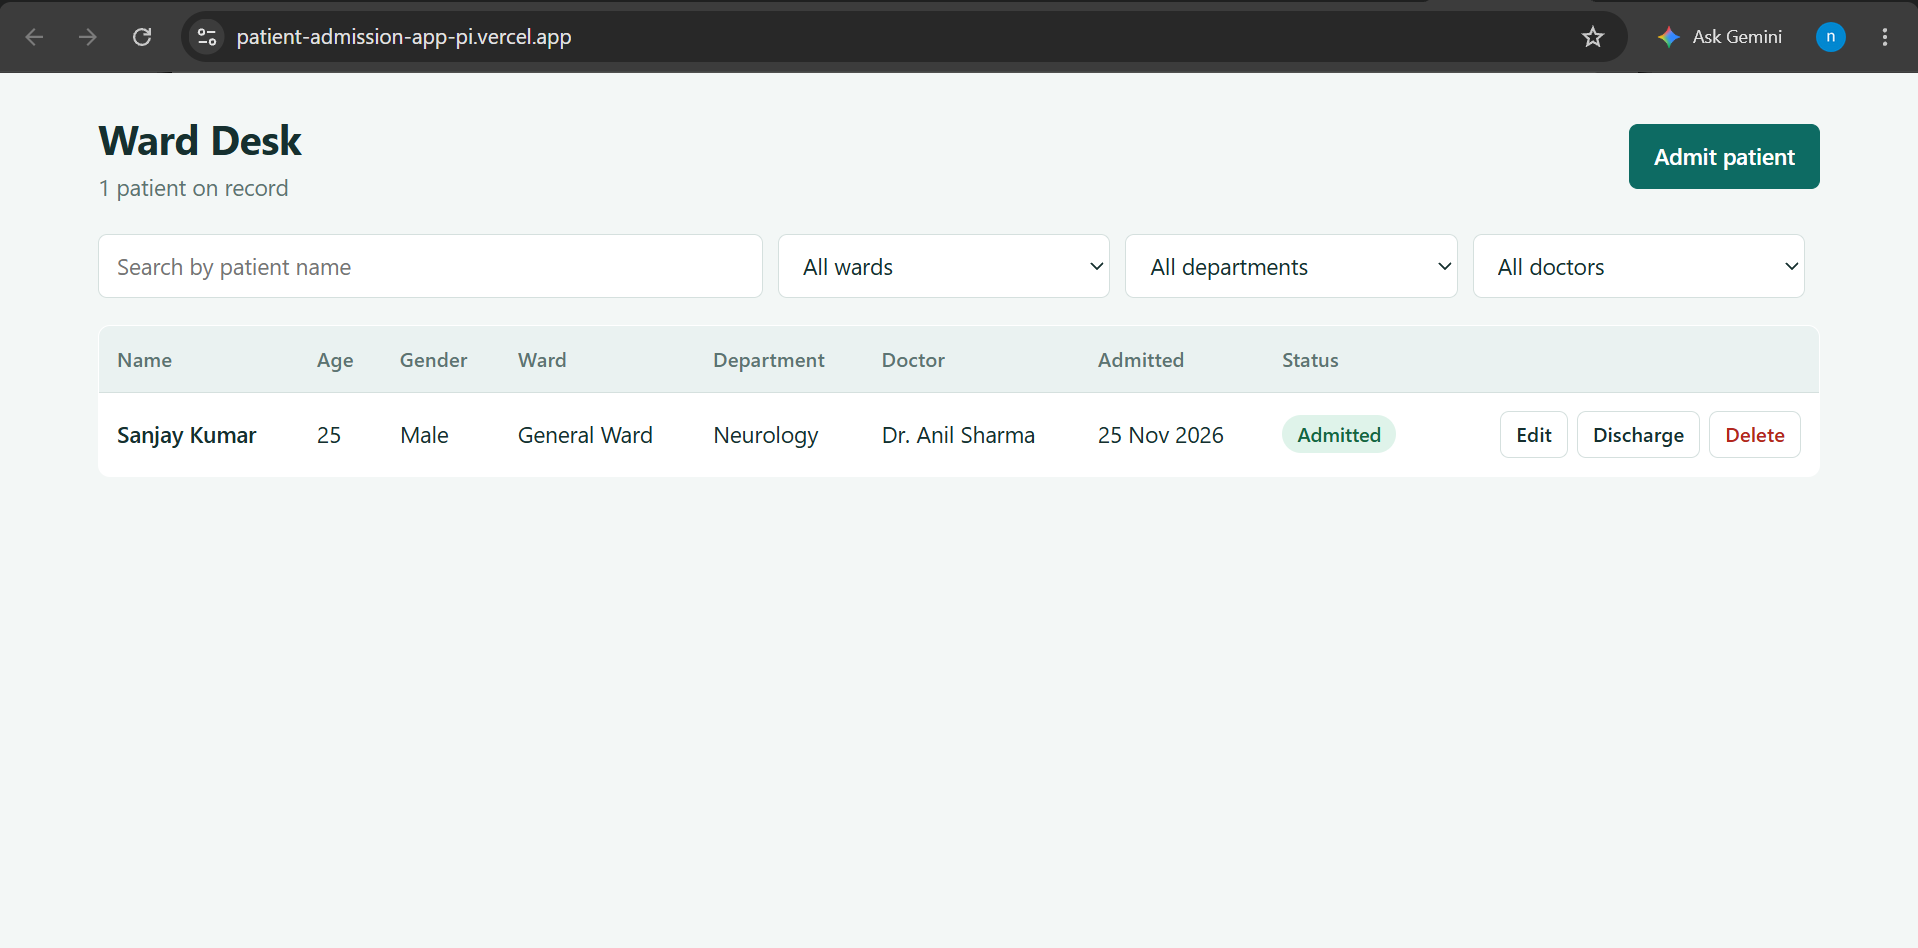 patient-admission-app-pi.vercel.app
Ask Gemini
n
Ward Desk
Admit patient
1 patient on record
Search by patient name
All wards
All departments
All doctors
Name Age Gender Ward Department Doctor Admitted Status
Sanjay Kumar 25 Male General Ward Neurology Dr. Anil Sharma 25 Nov 2026 Admitted Edit Discharge Delete